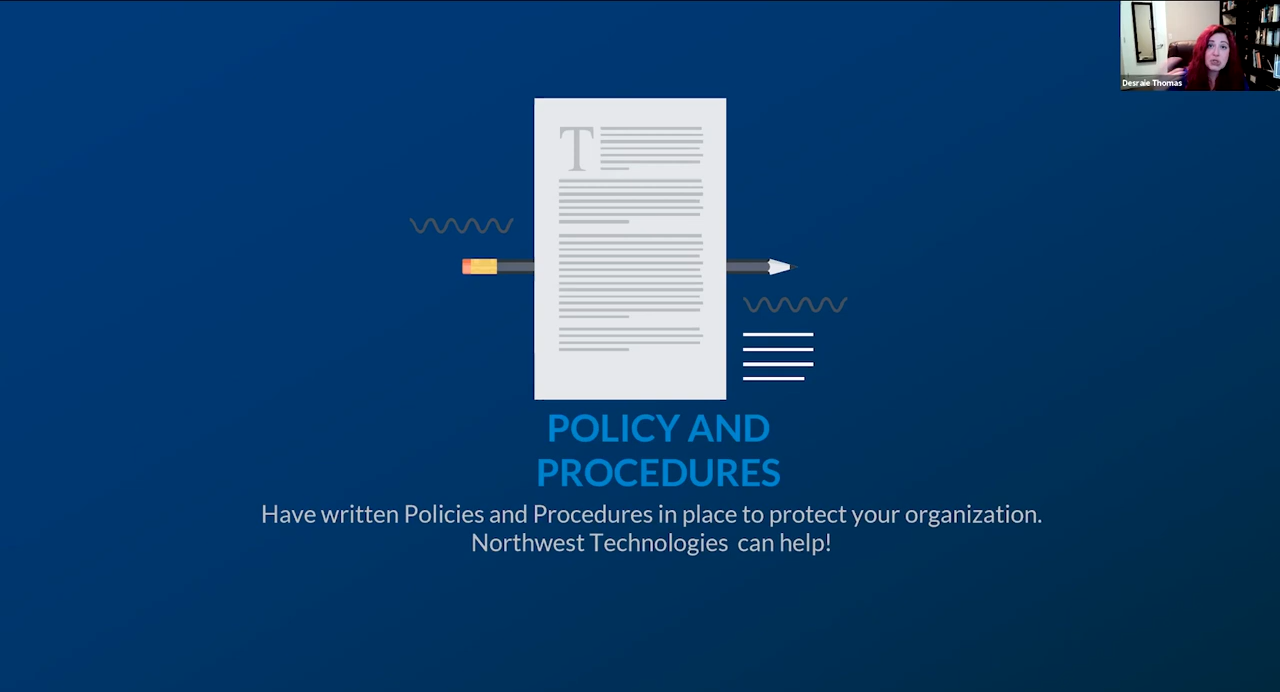 Desraie Thomas
T
POLICY AND
PROCEDURES
Have written Policies and Procedures in place to protect your organization.
Northwest Technologies  can help!